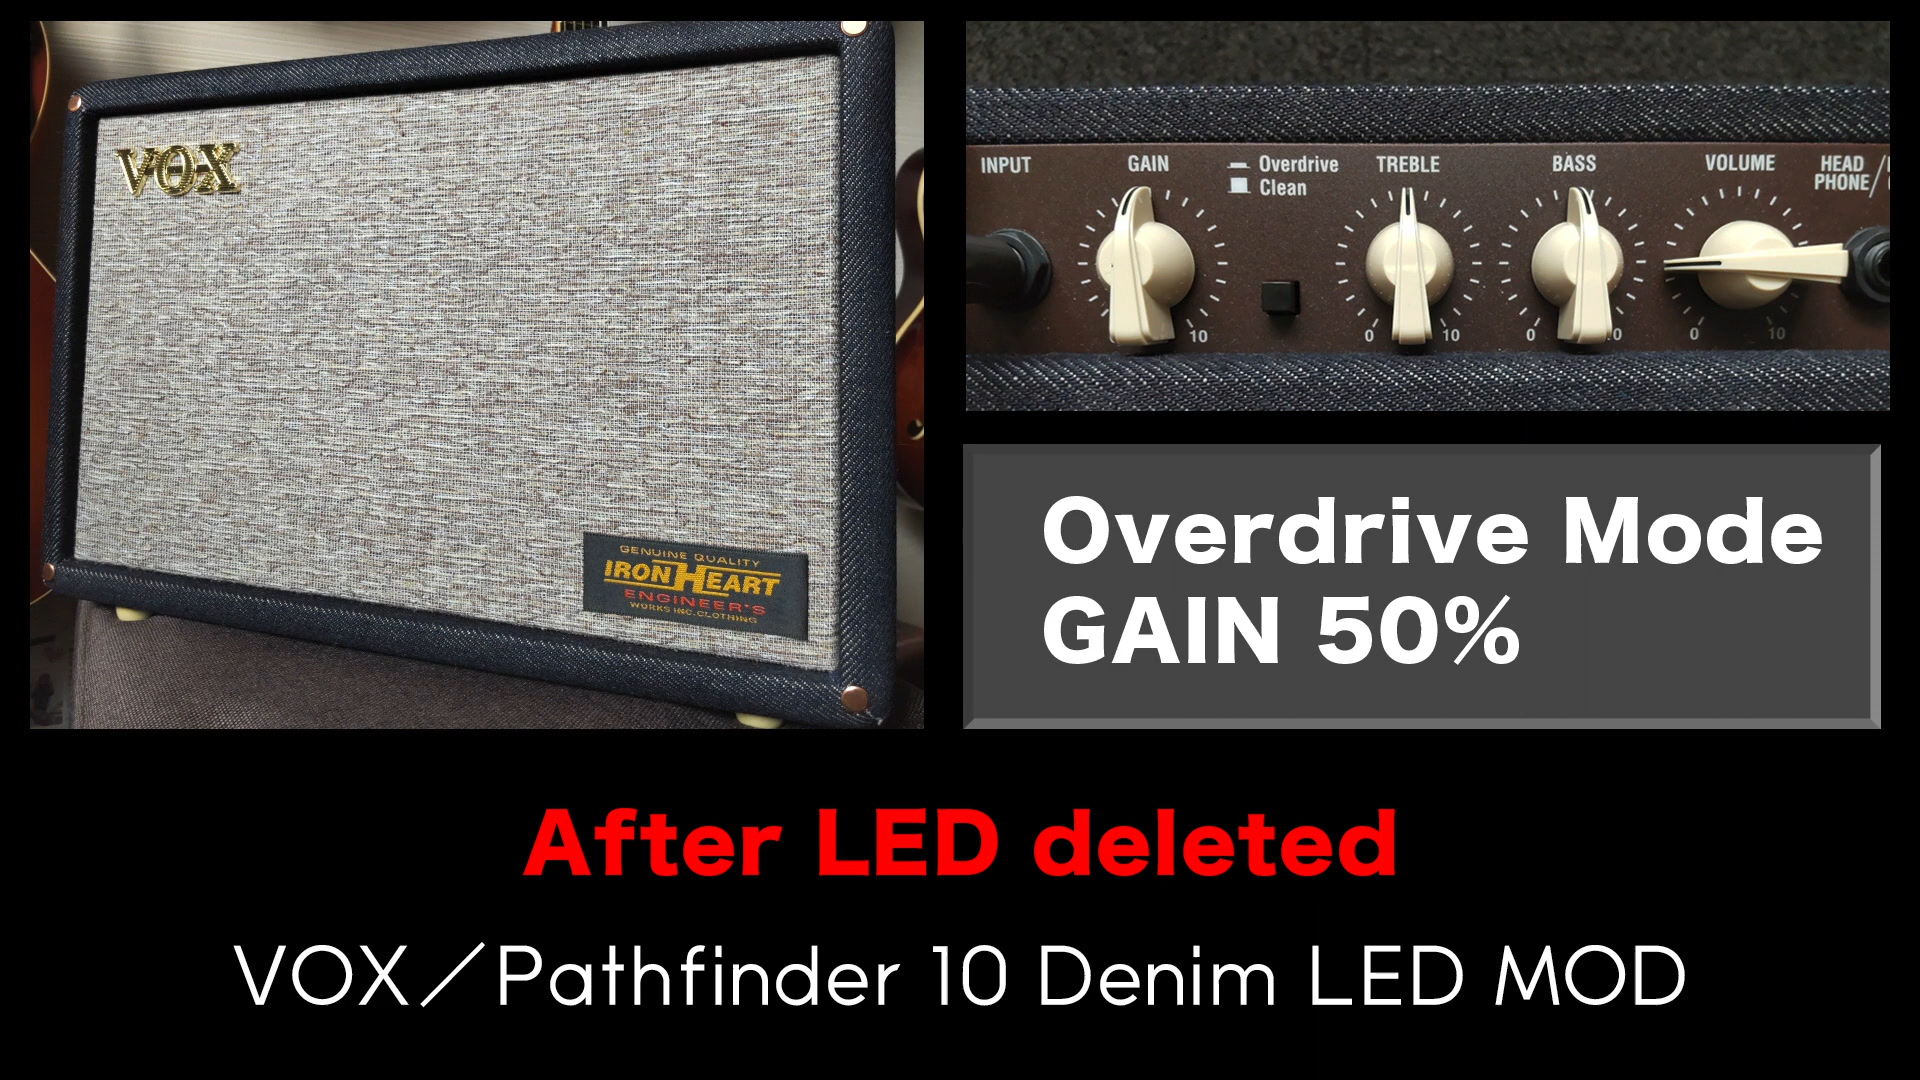 VOX
GENUINE QUALITY
IRON HEART
ENGINEER'S
WORKS INC. CLOTHING
INPUT
GAIN
Overdrive
Clean
TREBLE
BASS
VOLUME
HEAD
PHONE/
10
0
10
0
0
0
10
Overdrive Mode
GAIN 50%
After LED deleted
VOX／Pathfinder 10 Denim LED MOD